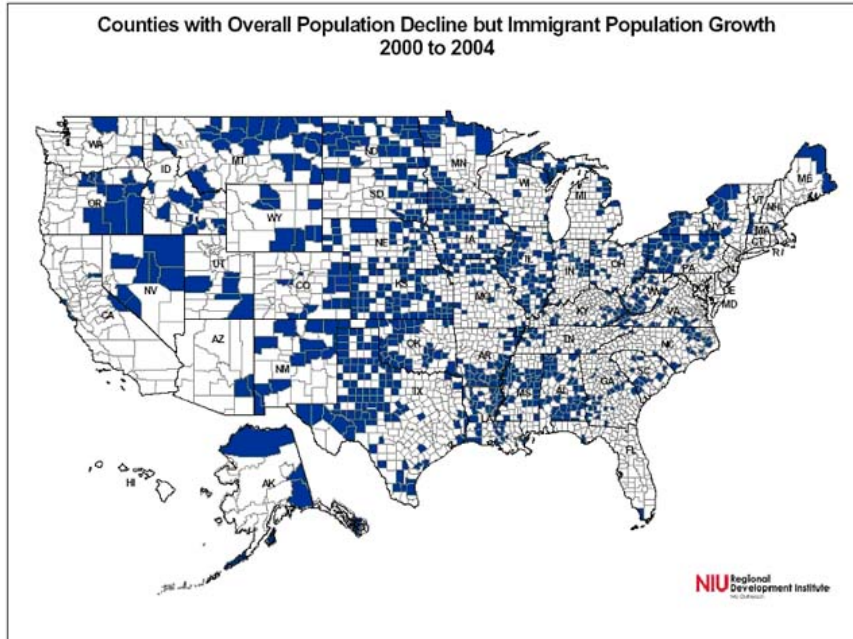 Counties with Overall Population Decline but Immigrant Population Growth
2000 to 2004
WA
MT
ND
MN
ME
ID
OR
WI
VT
NH
SD
MI
NY
WY
MA
CT
RI
IA
NE
PA
NJ
NV
UT
IL
IN
OH
DE
CO
KS
MO
WV
MD
CA
KY
VA
AZ
NM
OK
AR
TN
NC
SC
MS
AL
GA
TX
LA
FL
HI
AK
NIU Regional
Development Institute
NIU Outreach